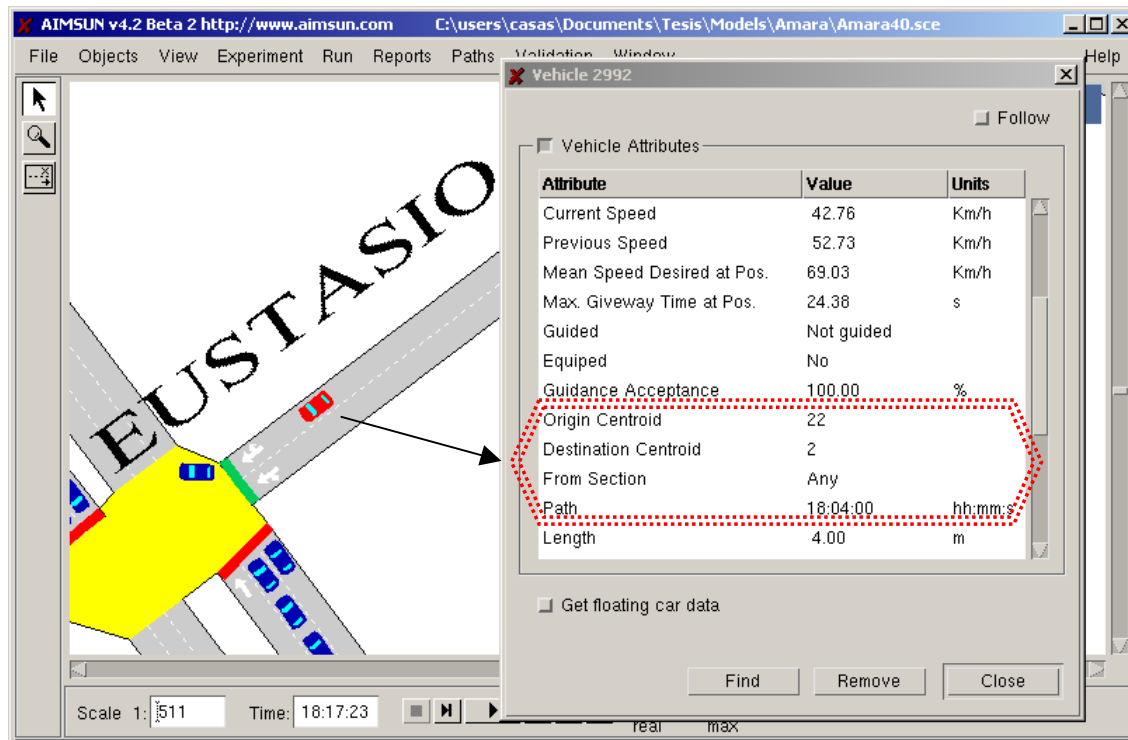 AIMSUN v4.2 Beta 2 http://www.aimsun.com C:\users\casas\Documents\Tesis\Models\Amara\Amara40.sce
File Objects View Experiment Run Reports Paths Validation Window Help
Vehicle 2992
Follow
Vehicle Attributes
Attribute Value Units
Current Speed 42.76 Km/h
Previous Speed 52.73 Km/h
Mean Speed Desired at Pos. 69.03 Km/h
Max. Giveway Time at Pos. 24.38 s
Guided Not guided
Equiped No
Guidance Acceptance 100.00 %
Origin Centroid 22
Destination Centroid 2
From Section Any
Path 18:04:00 hh:mm:s
Length 4.00 m
Get floating car data
Find Remove Close
EUSTASIO
Scale 1: 511 Time: 18:17:23
real max